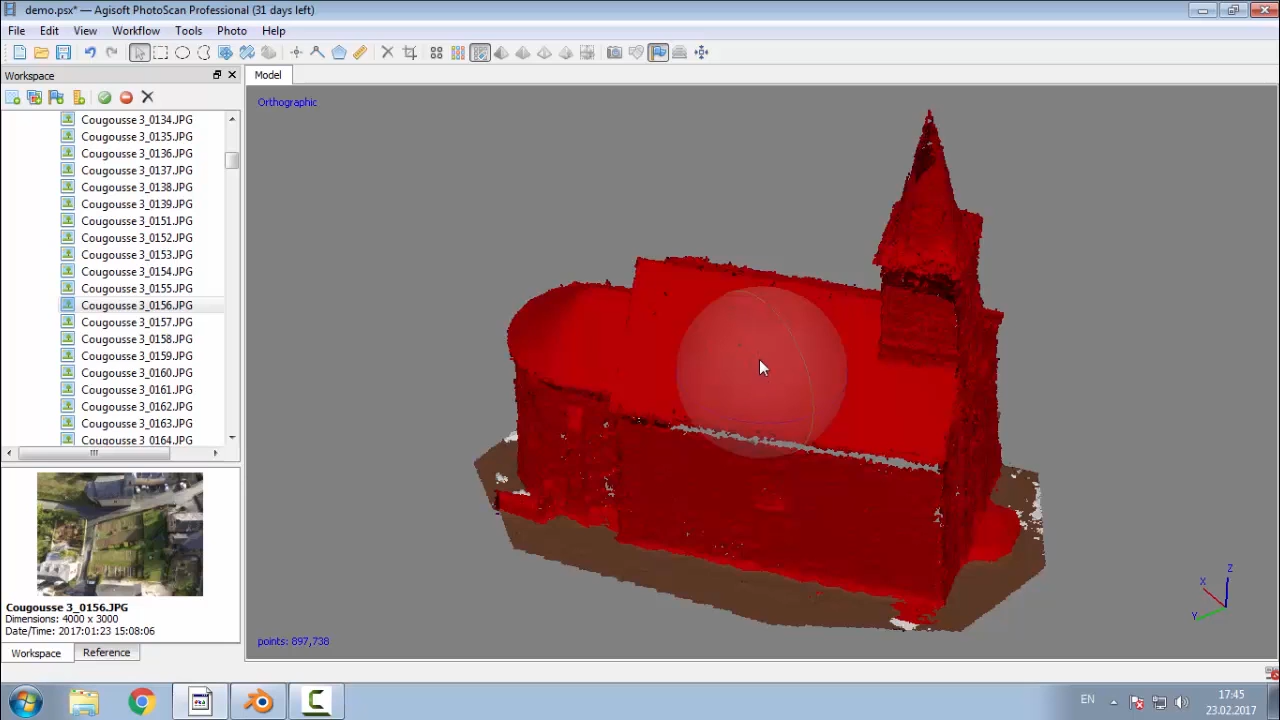 demo.psx* — Agisoft PhotoScan Professional (31 days left)
File Edit View Workflow Tools Photo Help
Workspace
Model
Orthographic
Cougousse 3_0134.JPG
Cougousse 3_0135.JPG
Cougousse 3_0136.JPG
Cougousse 3_0137.JPG
Cougousse 3_0138.JPG
Cougousse 3_0139.JPG
Cougousse 3_0151.JPG
Cougousse 3_0152.JPG
Cougousse 3_0153.JPG
Cougousse 3_0154.JPG
Cougousse 3_0155.JPG
Cougousse 3_0156.JPG
Cougousse 3_0157.JPG
Cougousse 3_0158.JPG
Cougousse 3_0159.JPG
Cougousse 3_0160.JPG
Cougousse 3_0161.JPG
Cougousse 3_0162.JPG
Cougousse 3_0163.JPG
Cougousse 3_0164.JPG
Cougousse 3_0156.JPG
Dimensions: 4000 x 3000
Date/Time: 2017:01:23 15:08:06
Workspace Reference
points: 897,738
X
Y
Z
EN
17:45
23.02.2017